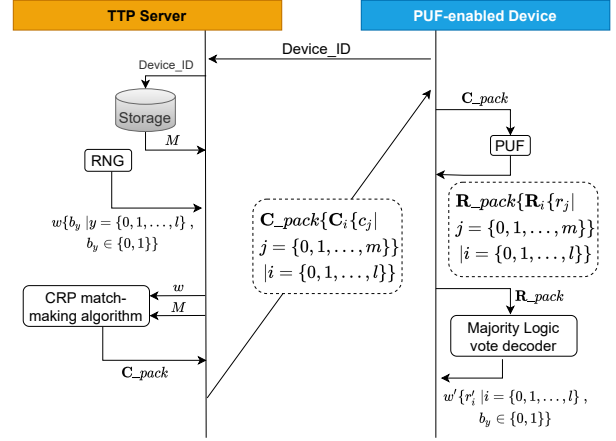 TTP Server
PUF-enabled Device
Device_ID
Device_ID
Storage
M
RNG
w{b_y |y = {0, 1, . . . , l} ,
b_y ∈ {0, 1}}
C_pack{C_i{c_j|
j = {0, 1, . . . , m}}
|i = {0, 1, . . . , l}}
C_pack
PUF
R_pack{R_i{r_j|
j = {0, 1, . . . , m}}
|i = {0, 1, . . . , l}}
CRP match-
making algorithm
w
M
C_pack
R_pack
Majority Logic
vote decoder
w'{r'_i |i = {0, 1, . . . , l} ,
b_y ∈ {0, 1}}